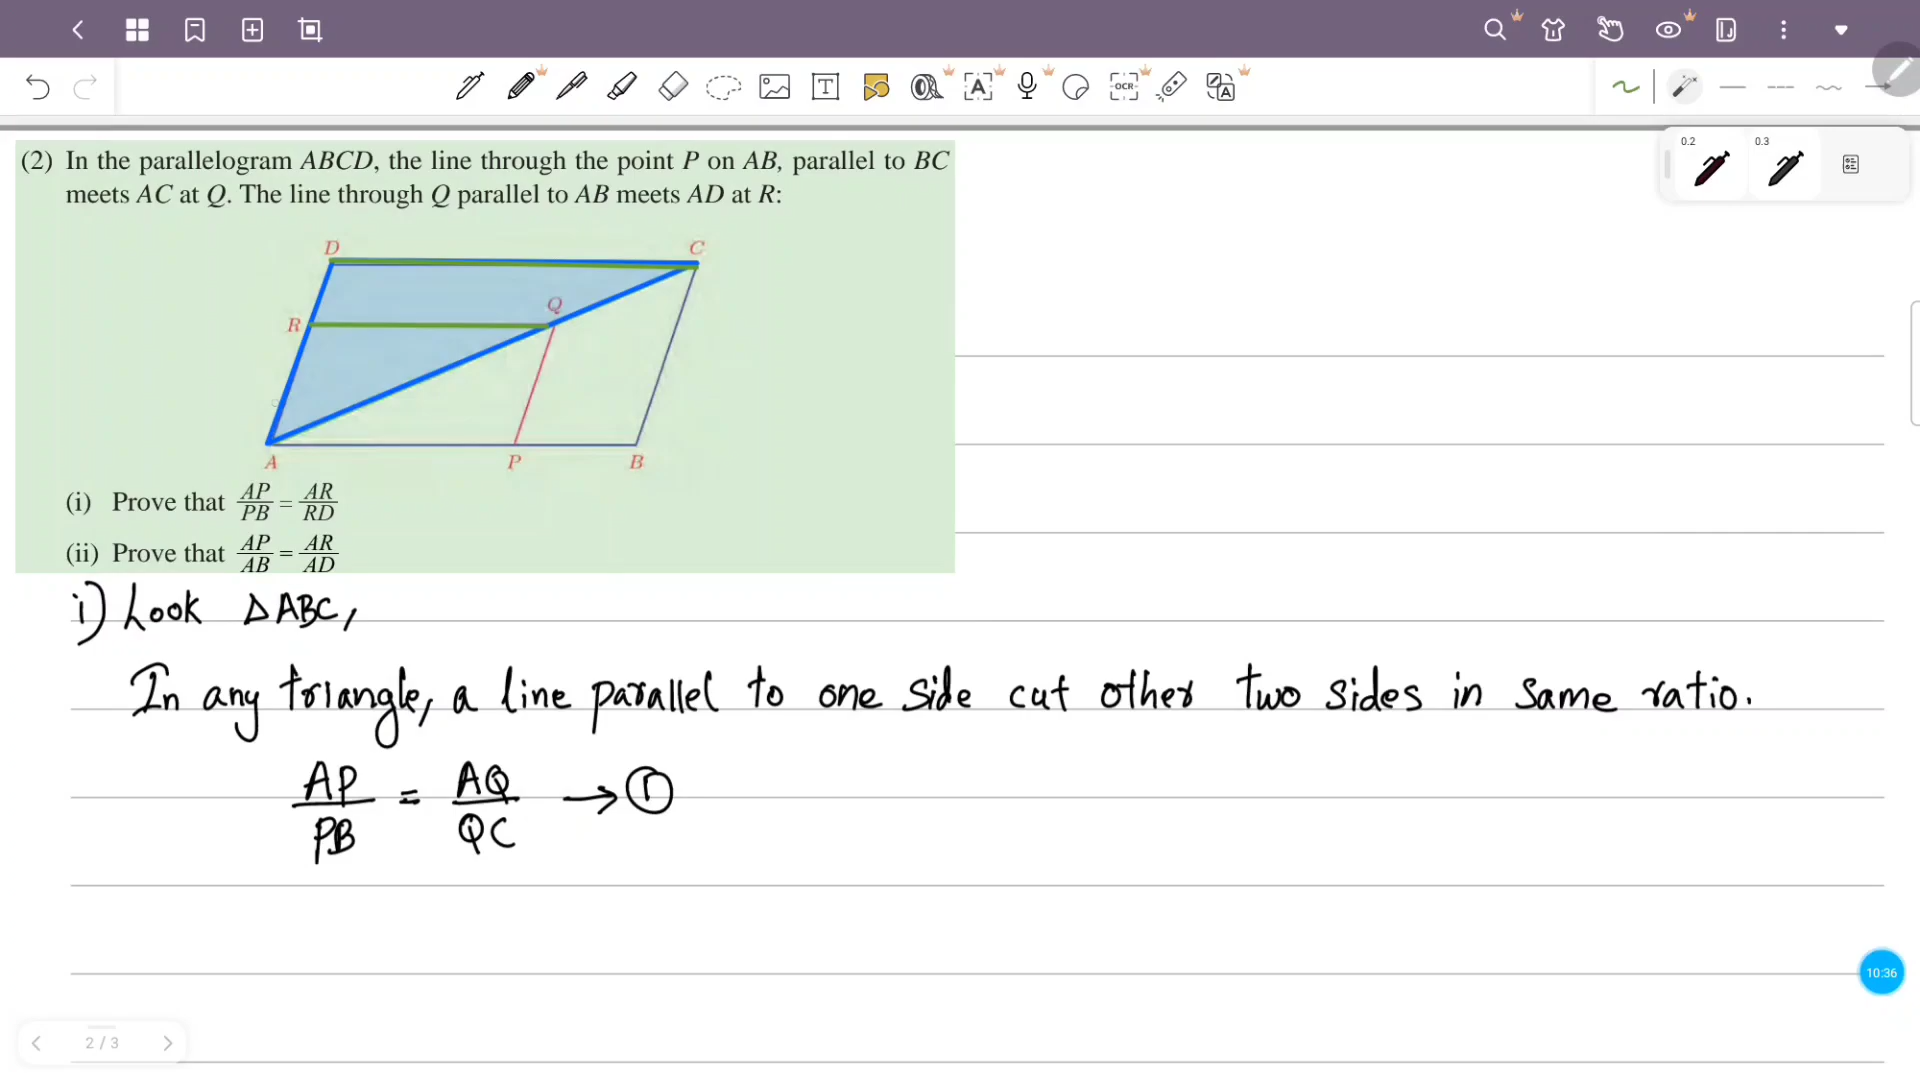 0.2
0.3
OCR
(2) In the parallelogram ABCD, the line through the point P on AB, parallel to BC
meets AC at Q. The line through Q parallel to AB meets AD at R:
D
C
Q
R
A
P
B
(i) Prove that AP/PB = AR/RD
(ii) Prove that AP/AB = AR/AD
i) Look △ABC,
In any triangle, a line parallel to one side cut other two sides in same ratio.
AP/PB = AQ/QC → ①
10:36
2 / 3